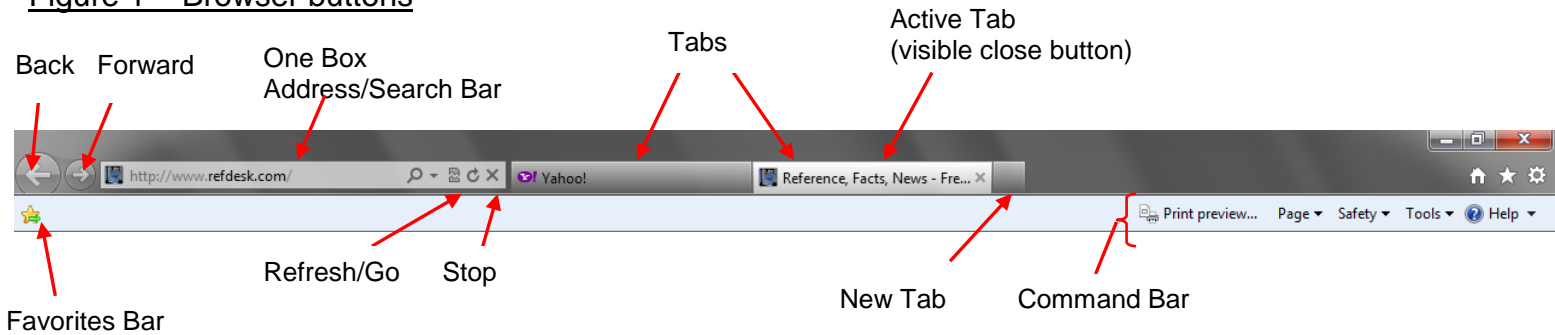 Figure 1 – Browser buttons
Active Tab
(visible close button)
Tabs
One Box
Address/Search Bar
Back Forward
http://www.refdesk.com/
Yahoo!
Reference, Facts, News - Fre...
Print preview... Page Safety Tools Help
Refresh/Go Stop
New Tab Command Bar
Favorites Bar